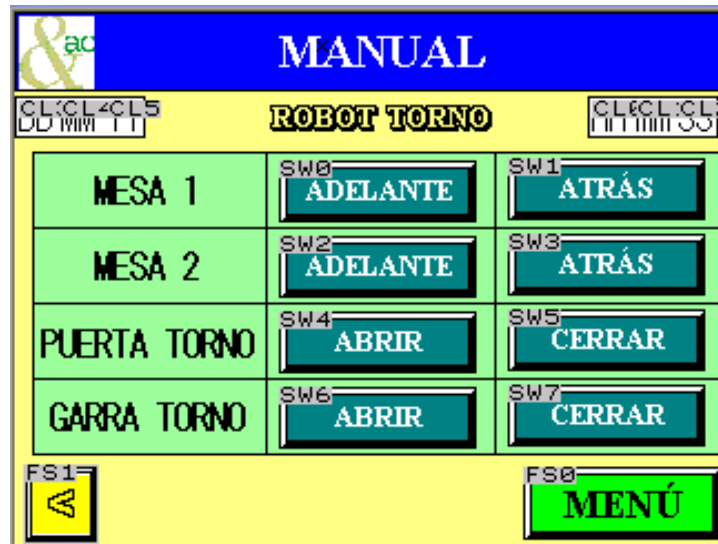 & ac MANUAL
ROBOT TORNO
MESA 1 SW0 ADELANTE SW1 ATRÁS
MESA 2 SW2 ADELANTE SW3 ATRÁS
PUERTA TORNO SW4 ABRIR SW5 CERRAR
GARRA TORNO SW6 ABRIR SW7 CERRAR
FS1 < FS0 MENÚ